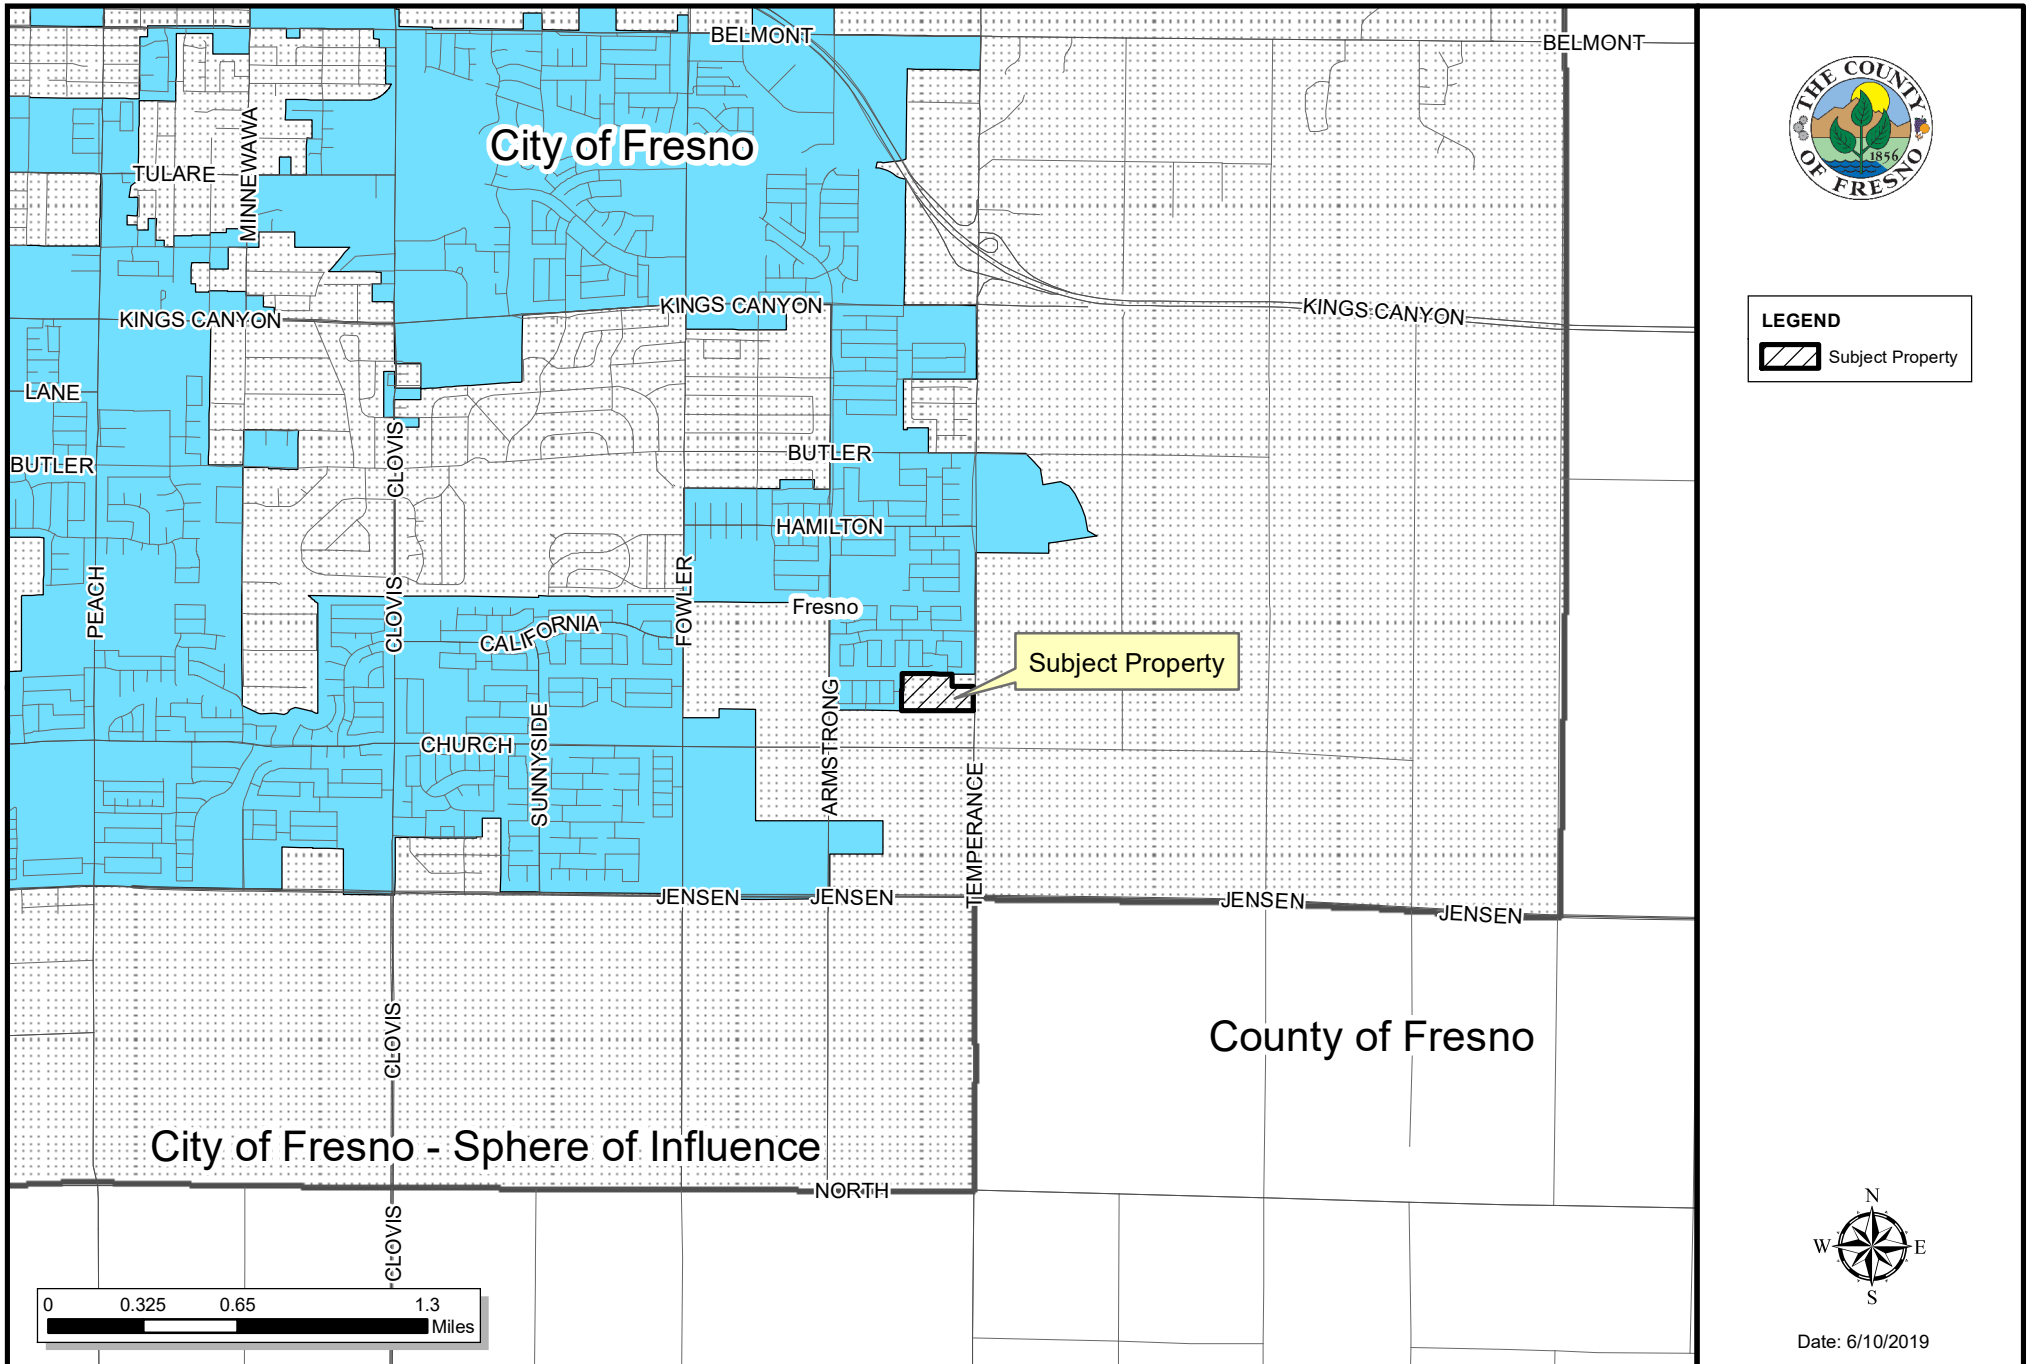 BELMONT
BELMONT
THE COUNTY
OF FRESNO
1856
City of Fresno
MINNEWAWA
TULARE
KINGS CANYON
KINGS CANYON
KINGS CANYON
LEGEND
Subject Property
LANE
CLOVIS
BUTLER
BUTLER
HAMILTON
PEACH
CLOVIS
FOWLER
Fresno
CALIFORNIA
Subject Property
ARMSTRONG
SUNNYSIDE
CHURCH
TEMPERANCE
JENSEN
JENSEN
JENSEN
JENSEN
CLOVIS
County of Fresno
City of Fresno - Sphere of Influence
NORTH
CLOVIS
N
W
E
S
0 0.325 0.65 1.3
Miles
Date: 6/10/2019